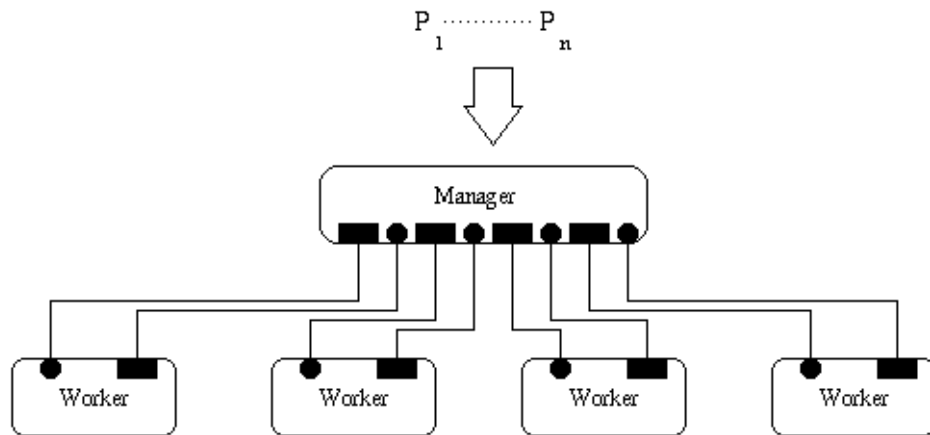 P1 ........... Pn
Manager
Worker Worker Worker Worker